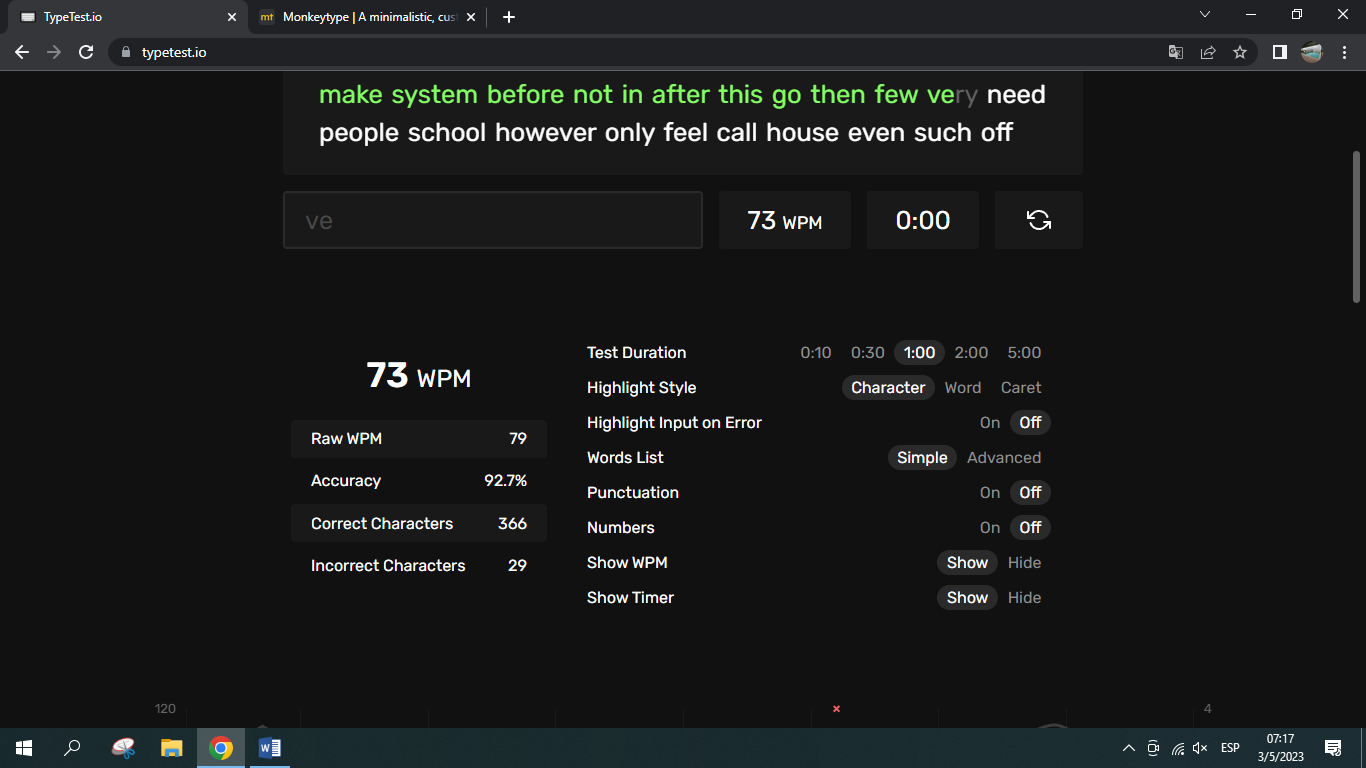 TypeTest.io
Monkeytype | A minimalistic, cus
typetest.io
make system before not in after this go then few very need
people school however only feel call house even such off
ve
73 WPM
0:00
73 WPM
Raw WPM 79
Accuracy 92.7%
Correct Characters 366
Incorrect Characters 29
Test Duration 0:10 0:30 1:00 2:00 5:00
Highlight Style Character Word Caret
Highlight Input on Error On Off
Words List Simple Advanced
Punctuation On Off
Numbers On Off
Show WPM Show Hide
Show Timer Show Hide
120
4
ESP
07:17
3/5/2023